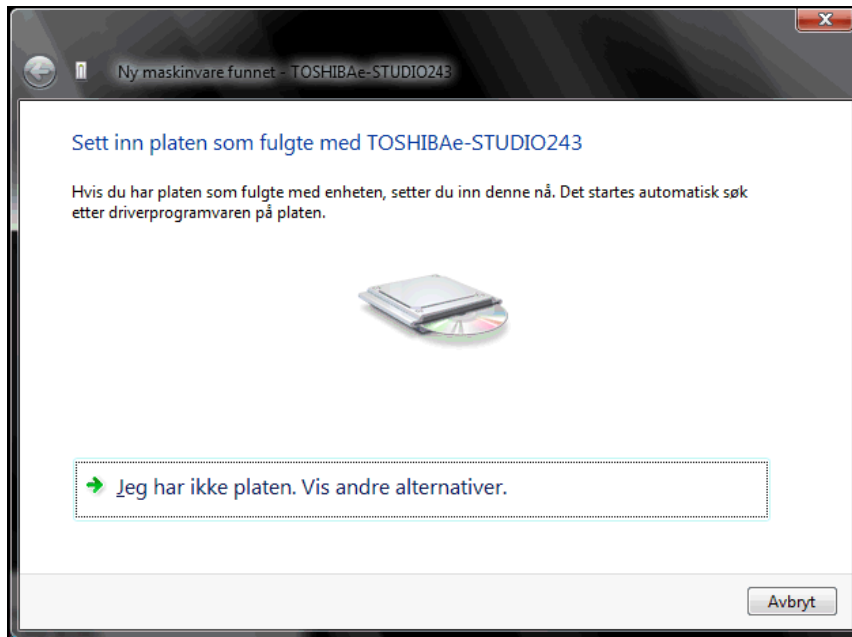 Ny maskinvare funnet - TOSHIBAe-STUDIO243
Sett inn platen som fulgte med TOSHIBAe-STUDIO243
Hvis du har platen som fulgte med enheten, setter du inn denne nå. Det startes automatisk søk
etter driverprogramvaren på platen.
Jeg har ikke platen. Vis andre alternativer.
Avbryt